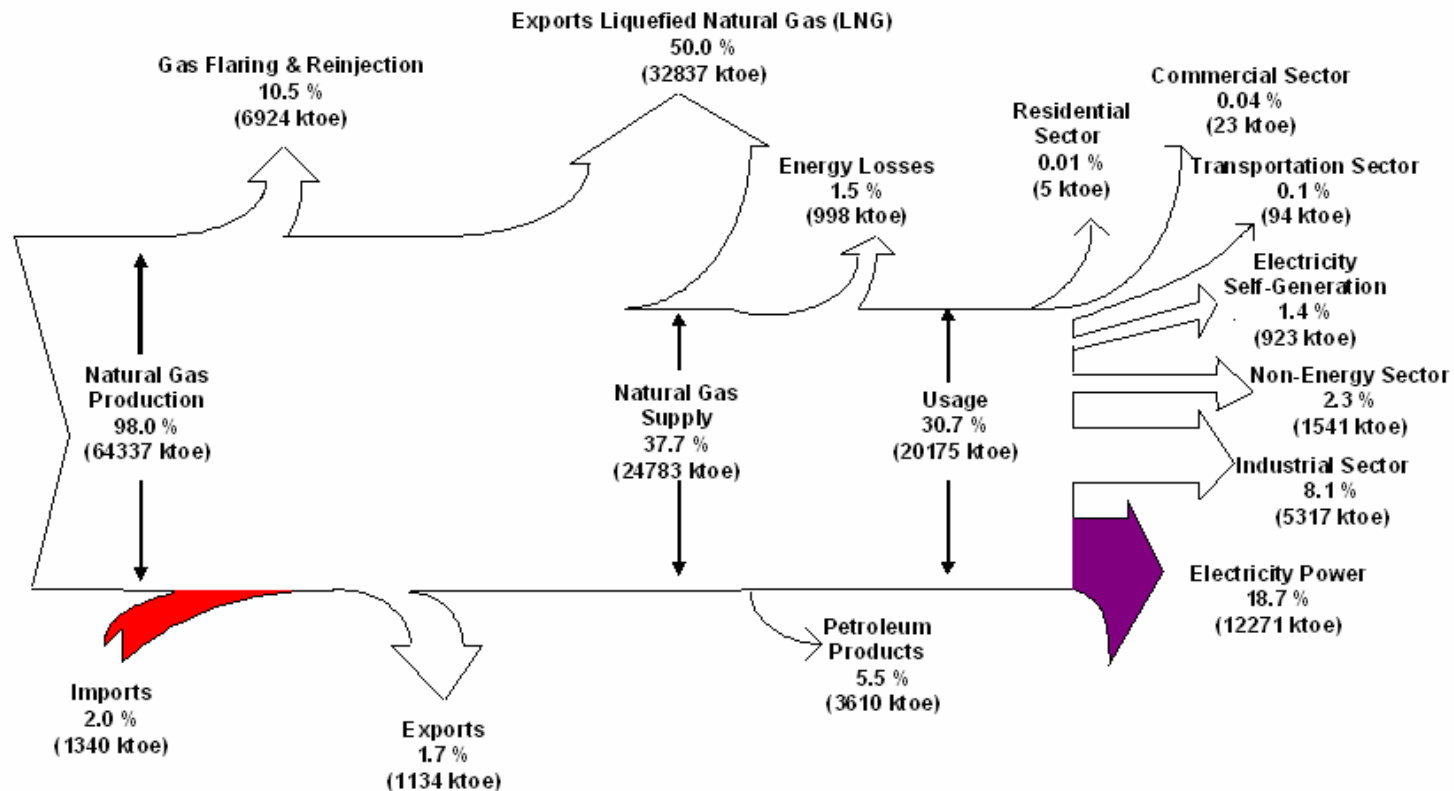 Exports Liquefied Natural Gas (LNG)
50.0 %
(32837 ktoe)
Gas Flaring & Reinjection
10.5 %
(6924 ktoe)
Commercial Sector
0.04 %
(23 ktoe)
Residential
Sector
0.01 %
(5 ktoe)
Energy Losses
1.5 %
(998 ktoe)
Transportation Sector
0.1 %
(94 ktoe)
Electricity
Self-Generation
1.4 %
(923 ktoe)
Natural Gas
Production
98.0 %
(64337 ktoe)
Natural Gas
Supply
37.7 %
(24783 ktoe)
Usage
30.7 %
(20175 ktoe)
Non-Energy Sector
2.3 %
(1541 ktoe)
Industrial Sector
8.1 %
(5317 ktoe)
Electricity Power
18.7 %
(12271 ktoe)
Petroleum
Products
5.5 %
(3610 ktoe)
Imports
2.0 %
(1340 ktoe)
Exports
1.7 %
(1134 ktoe)